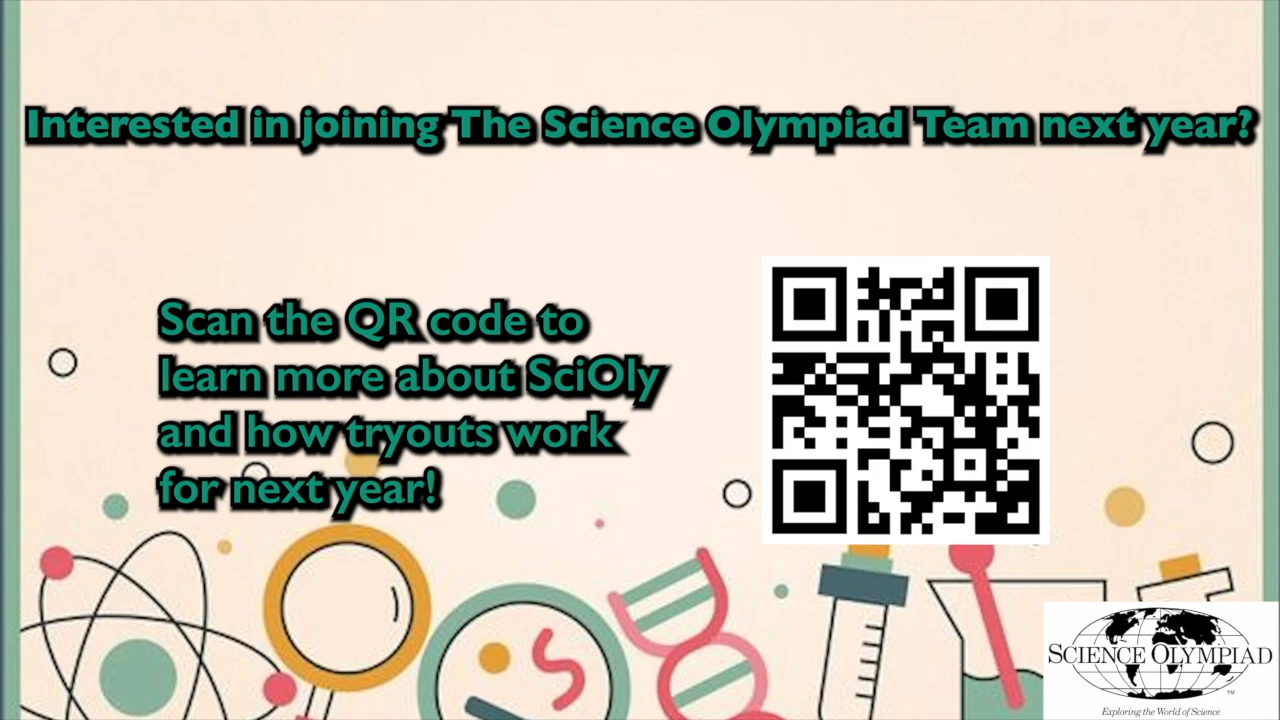 Interested in joining The Science Olympiad Team next year?
Scan the QR code to
learn more about SciOly
and how tryouts work
for next year!
SCIENCE OLYMPIAD
TM
Exploring the World of Science